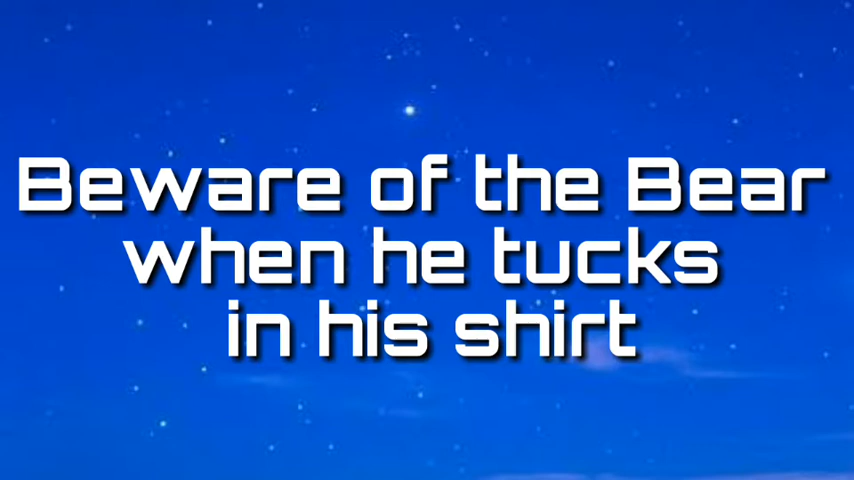 Beware of the Bear
when he tucks
in his shirt